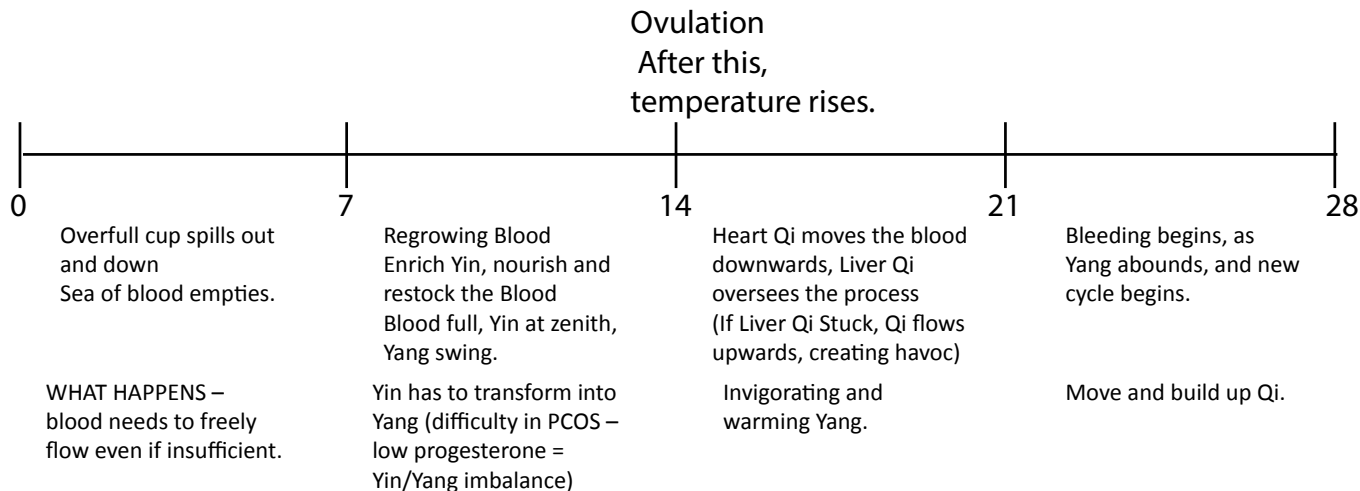 Ovulation
After this,
temperature rises.
0
7
14
21
28
Overfull cup spills out
and down
Sea of blood empties.
Regrowing Blood
Enrich Yin, nourish and
restock the Blood
Blood full, Yin at zenith,
Yang swing.
Heart Qi moves the blood
downwards, Liver Qi
oversees the process
(If Liver Qi Stuck, Qi flows
upwards, creating havoc)
Bleeding begins, as
Yang abounds, and new
cycle begins.
WHAT HAPPENS –
blood needs to freely
flow even if insufficient.
Yin has to transform into
Yang (difficulty in PCOS –
low progesterone =
Yin/Yang imbalance)
Invigorating and
warming Yang.
Move and build up Qi.